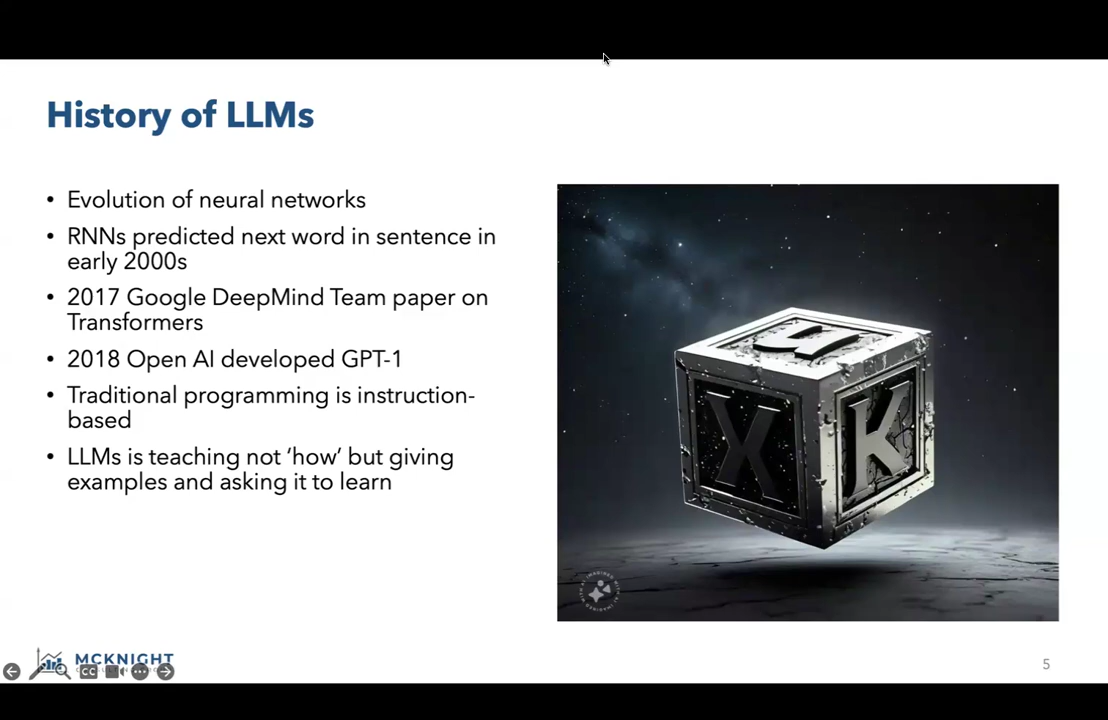 History of LLMs
• Evolution of neural networks
• RNNs predicted next word in sentence in
early 2000s
• 2017 Google DeepMind Team paper on
Transformers
• 2018 Open AI developed GPT-1
• Traditional programming is instruction-
based
• LLMs is teaching not ‘how’ but giving
examples and asking it to learn
X
K
MCKNIGHT
CC
5